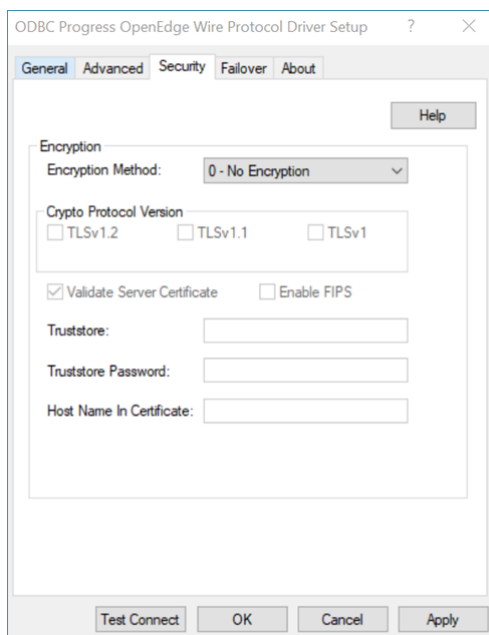 ODBC Progress OpenEdge Wire Protocol Driver Setup ?
General Advanced Security Failover About
Help
Encryption
Encryption Method: 0 - No Encryption
Crypto Protocol Version
TLSv1.2 TLSv1.1 TLSv1
Validate Server Certificate Enable FIPS
Truststore:
Truststore Password:
Host Name In Certificate:
Test Connect OK Cancel Apply